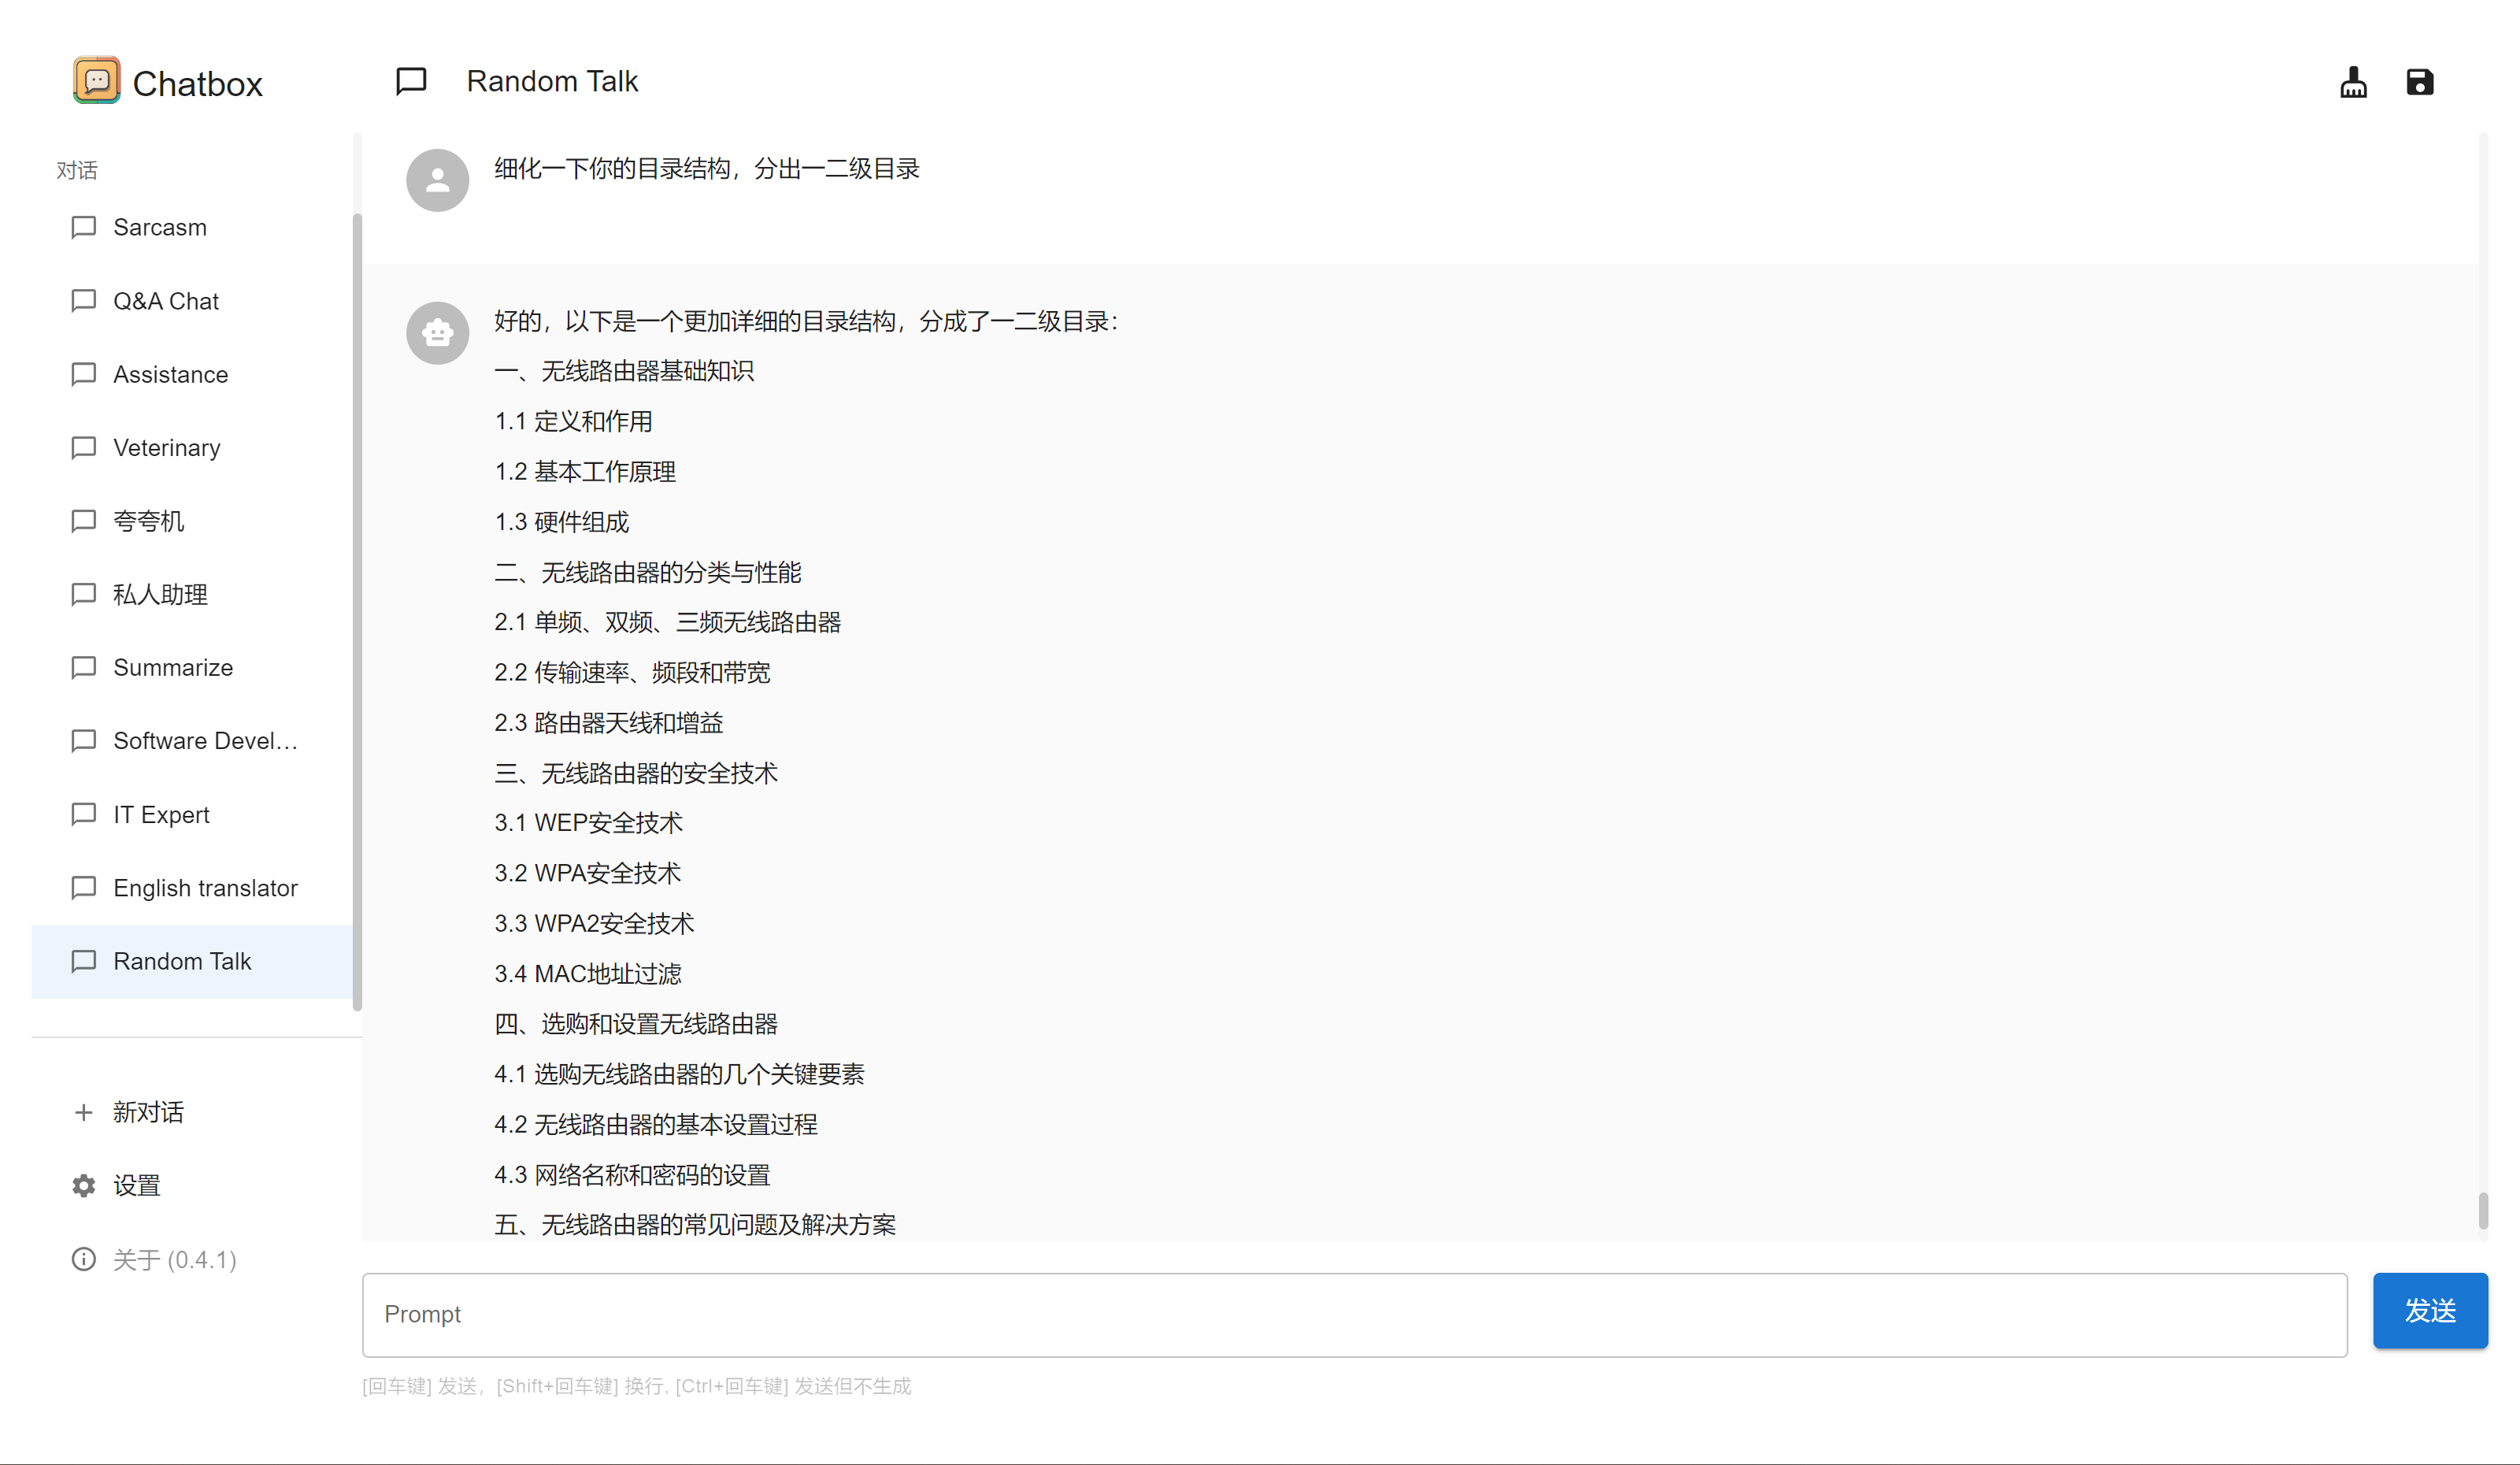 Chatbox
对话
Sarcasm
Q&A Chat
Assistance
Veterinary
夸夸机
私人助理
Summarize
Software Devel...
IT Expert
English translator
Random Talk
新对话
设置
关于 (0.4.1)
Random Talk
细化一下你的目录结构，分出一二级目录
好的，以下是一个更加详细的目录结构，分成了一二级目录：
一、无线路由器基础知识
1.1 定义和作用
1.2 基本工作原理
1.3 硬件组成
二、无线路由器的分类与性能
2.1 单频、双频、三频无线路由器
2.2 传输速率、频段和带宽
2.3 路由器天线和增益
三、无线路由器的安全技术
3.1 WEP安全技术
3.2 WPA安全技术
3.3 WPA2安全技术
3.4 MAC地址过滤
四、选购和设置无线路由器
4.1 选购无线路由器的几个关键要素
4.2 无线路由器的基本设置过程
4.3 网络名称和密码的设置
五、无线路由器的常见问题及解决方案
Prompt
发送
[回车键] 发送，[Shift+回车键] 换行, [Ctrl+回车键] 发送但不生成